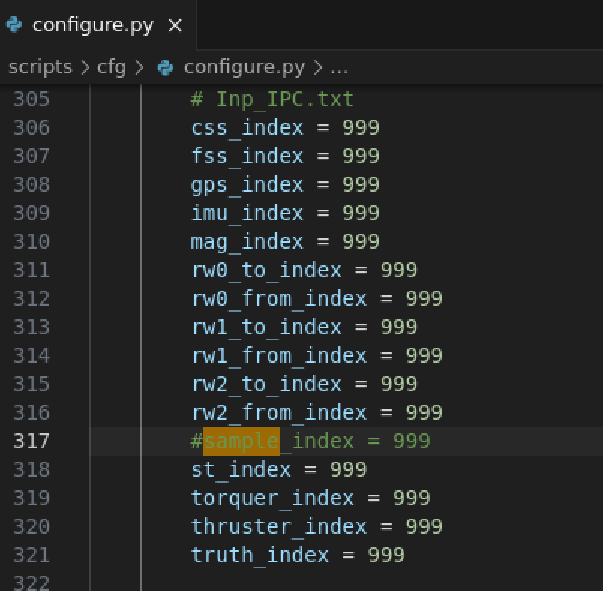 configure.py ×
scripts > cfg > configure.py > ...
305 # Inp_IPC.txt
306 css_index = 999
307 fss_index = 999
308 gps_index = 999
309 imu_index = 999
310 mag_index = 999
311 rw0_to_index = 999
312 rw0_from_index = 999
313 rw1_to_index = 999
314 rw1_from_index = 999
315 rw2_to_index = 999
316 rw2_from_index = 999
317 #sample_index = 999
318 st_index = 999
319 torquer_index = 999
320 thruster_index = 999
321 truth_index = 999
322